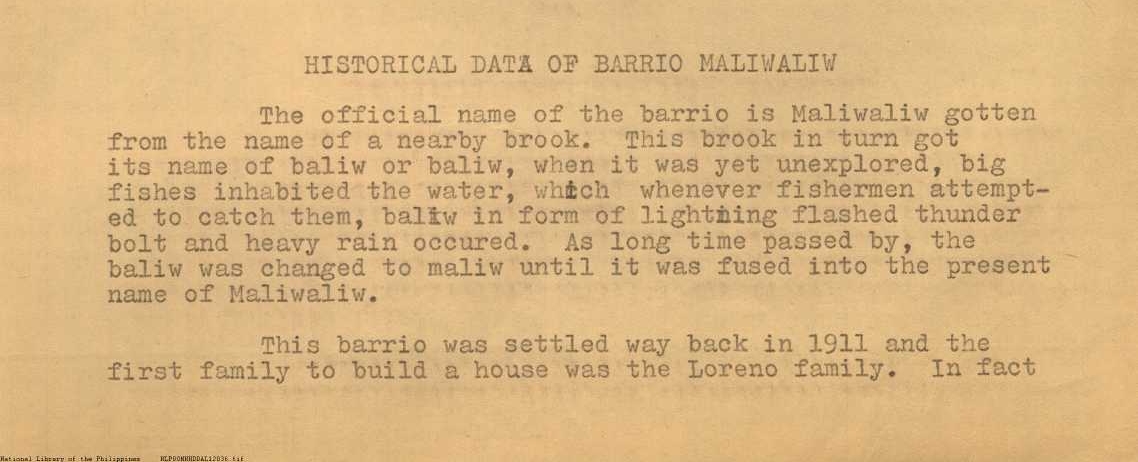 HISTORICAL DATA OF BARRIO MALIWALIW
The official name of the barrio is Maliwaliw gotten
from the name of a nearby brook. This brook in turn got
its name of baliw or baliw, when it was yet unexplored, big
fishes inhabited the water, which whenever fishermen attempt-
ed to catch them, baliw in form of lightning flashed thunder
bolt and heavy rain occured. As long time passed by, the
baliw was changed to maliw until it was fused into the present
name of Maliwaliw.
This barrio was settled way back in 1911 and the
first family to build a house was the Loreno family. In fact
National Library of the Philippines